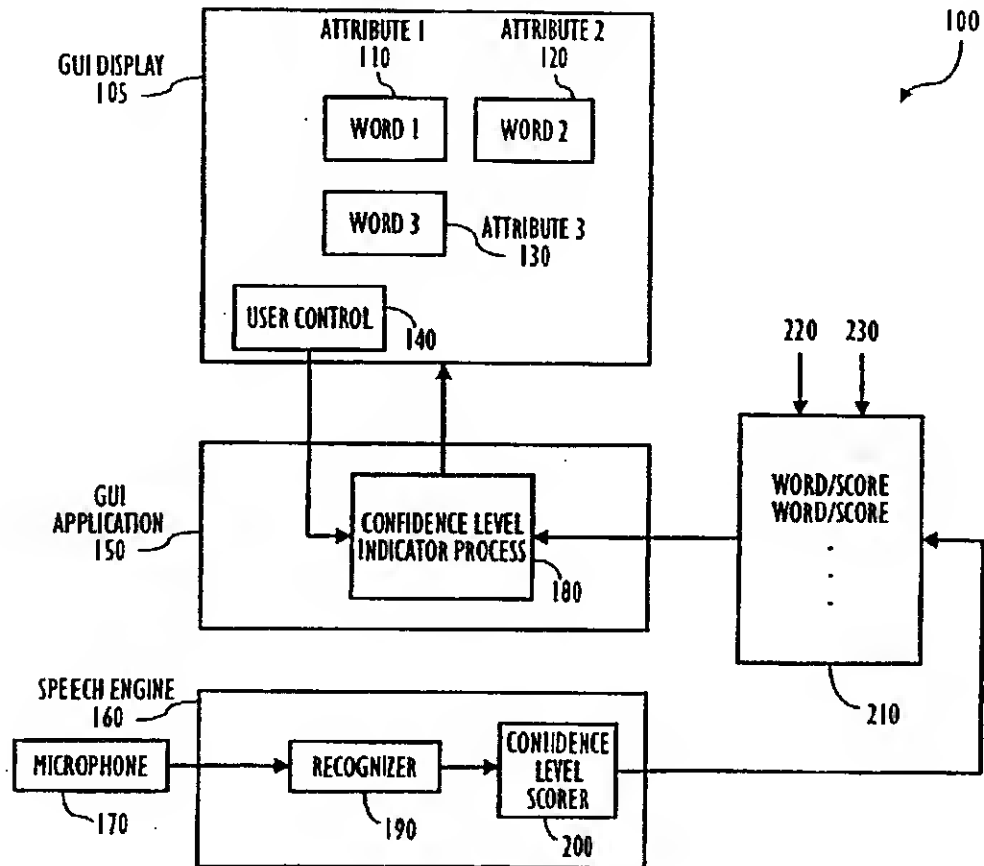 100
ATTRIBUTE 1
110
ATTRIBUTE 2
120
GUI DISPLAY
105
WORD 1
WORD 2
WORD 3
ATTRIBUTE 3
130
USER CONTROL
140
220
230
GUI
APPLICATION
150
CONFIDENCE LEVEL
INDICATOR PROCESS
180
WORD/SCORE
WORD/SCORE
.
.
.
210
SPEECH ENGINE
160
MICROPHONE
170
RECOGNIZER
190
CONFIDENCE
LEVEL
SCORER
200